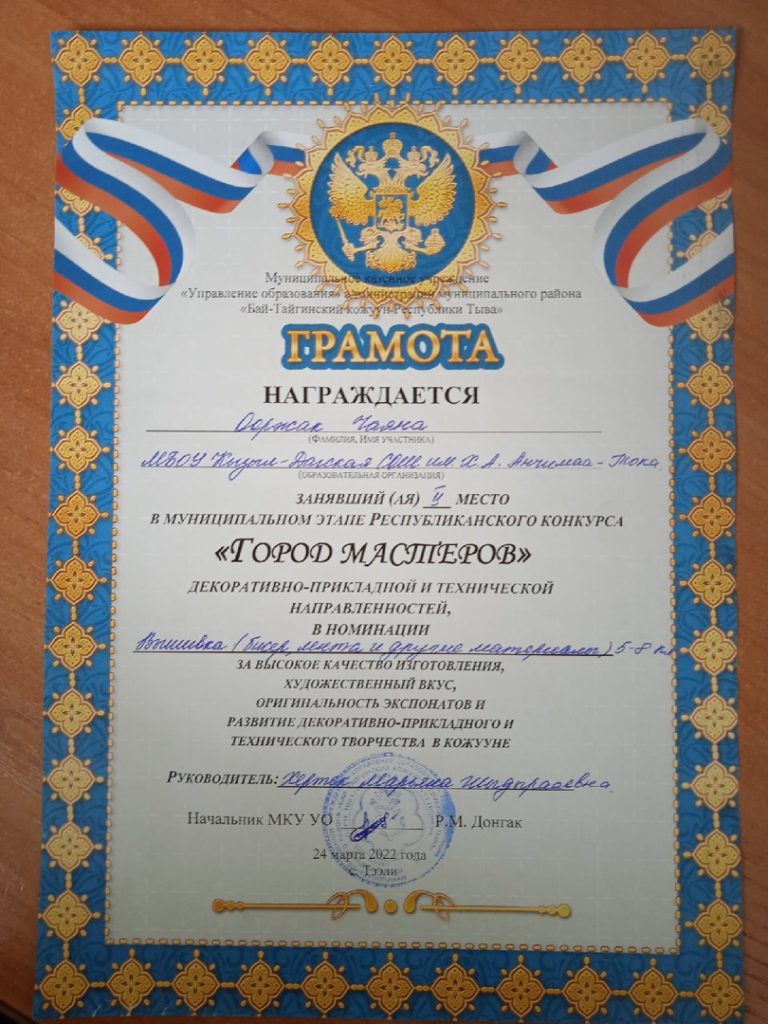 Муниципальное казенное учреждение
«Управление образования» администрации муниципального района
«Бай-Тайгинский кожуун Республики Тыва»
ГРАМОТА
НАГРАЖДАЕТСЯ
Ооржак Чаяна
(ФАМИЛИЯ, ИМЯ УЧАСТНИКА)
МБОУ Кызыл-Дагская СОШ им. Х. А. Анчимаа-Тока
(ОБРАЗОВАТЕЛЬНАЯ ОРГАНИЗАЦИЯ)
ЗАНЯВШИЙ (АЯ) II МЕСТО
В МУНИЦИПАЛЬНОМ ЭТАПЕ РЕСПУБЛИКАНСКОГО КОНКУРСА
«ГОРОД МАСТЕРОВ»
ДЕКОРАТИВНО-ПРИКЛАДНОЙ И ТЕХНИЧЕСКОЙ
НАПРАВЛЕННОСТЕЙ,
В НОМИНАЦИИ
Вышивка (бисер, лента и другие материалы) 5-8 кл
ЗА ВЫСОКОЕ КАЧЕСТВО ИЗГОТОВЛЕНИЯ,
ХУДОЖЕСТВЕННЫЙ ВКУС,
ОРИГИНАЛЬНОСТЬ ЭКСПОНАТОВ И
РАЗВИТИЕ ДЕКОРАТИВНО-ПРИКЛАДНОГО И
ТЕХНИЧЕСКОГО ТВОРЧЕСТВА В КОЖУУНЕ
РУКОВОДИТЕЛЬ: Хертек Марьяна
Начальник МКУ УО Р.М. Донгак
24 марта 2022 года
с. Тээли